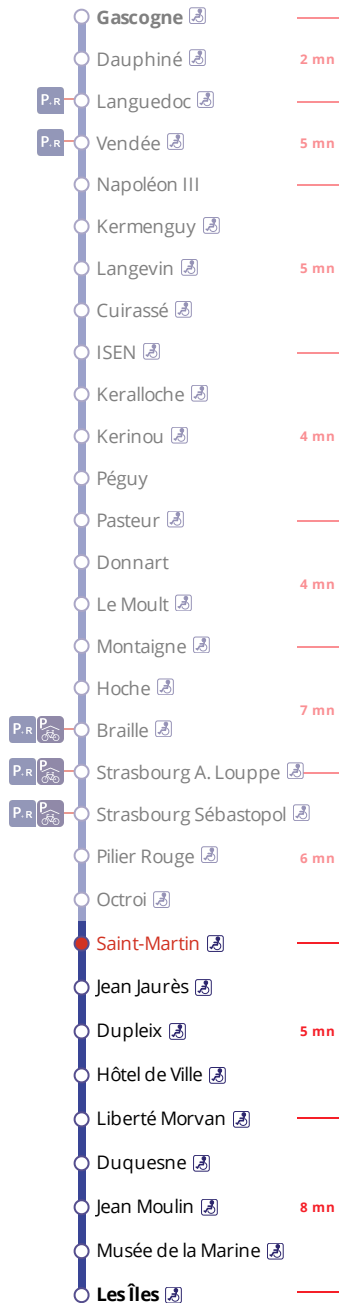 Gascogne
Dauphiné 2 mn
P+R Languedoc
P+R Vendée 5 mn
Napoléon III
Kermenguy
Langevin 5 mn
Cuirassé
ISEN
Keralloche
Kerinou 4 mn
Péguy
Pasteur
Donnart
4 mn
Le Moult
Montaigne
Hoche
7 mn
P+R P Braille
P+R P Strasbourg A. Louppe
P+R P Strasbourg Sébastopol
Pilier Rouge 6 mn
Octroi
Saint-Martin
Jean Jaurès
Dupleix 5 mn
Hôtel de Ville
Liberté Morvan
Duquesne
Jean Moulin 8 mn
Musée de la Marine
Les Îles